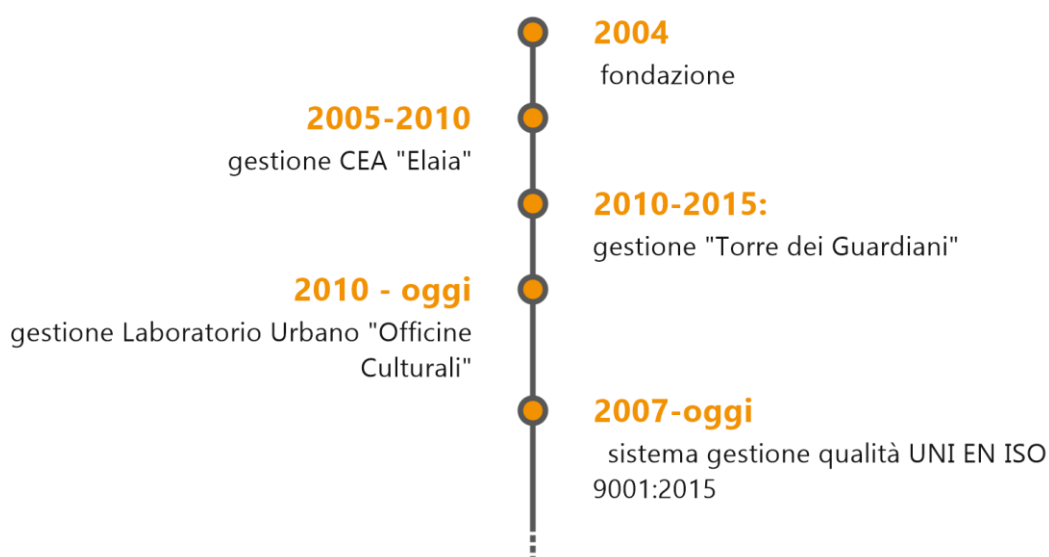 2004
fondazione
2005-2010
gestione CEA "Elaia"
2010-2015:
gestione "Torre dei Guardiani"
2010 - oggi
gestione Laboratorio Urbano "Officine
Culturali"
2007-oggi
sistema gestione qualità UNI EN ISO
9001:2015